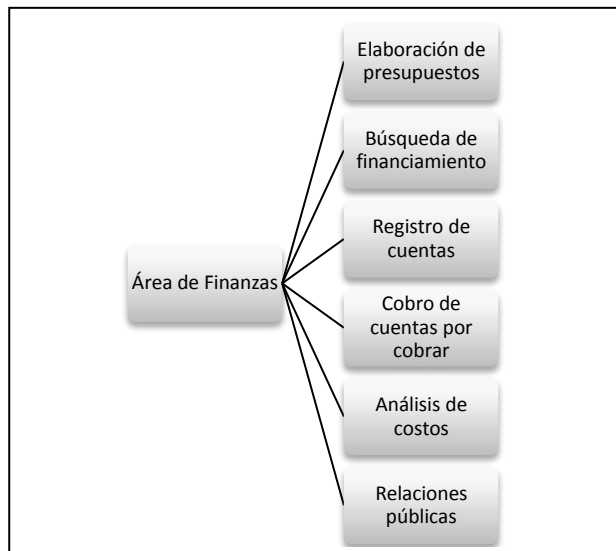 Elaboración de
presupuestos
Búsqueda de
financiamiento
Registro de
cuentas
Área de Finanzas
Cobro de
cuentas por
cobrar
Análisis de
costos
Relaciones
públicas